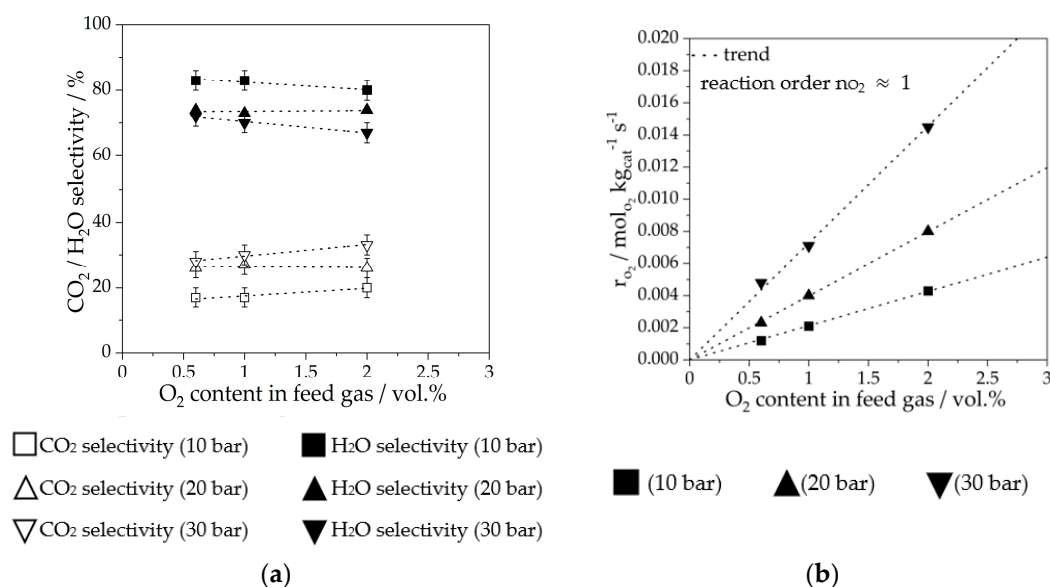 100
80
60
40
20
0
CO2 / H2O selectivity / %
0 0.5 1 1.5 2 2.5 3
O2 content in feed gas / vol.%
□ CO2 selectivity (10 bar) ■ H2O selectivity (10 bar)
△ CO2 selectivity (20 bar) ▲ H2O selectivity (20 bar)
▽ CO2 selectivity (30 bar) ▼ H2O selectivity (30 bar)
(a)
0.020
0.018
0.016
0.014
0.012
0.010
0.008
0.006
0.004
0.002
0.000
rO2 / molO2 kgcat-1 s-1
trend
reaction order nO2 ≈ 1
0 0.5 1 1.5 2 2.5 3
O2 content in feed gas / vol.%
■ (10 bar) ▲ (20 bar) ▼ (30 bar)
(b)